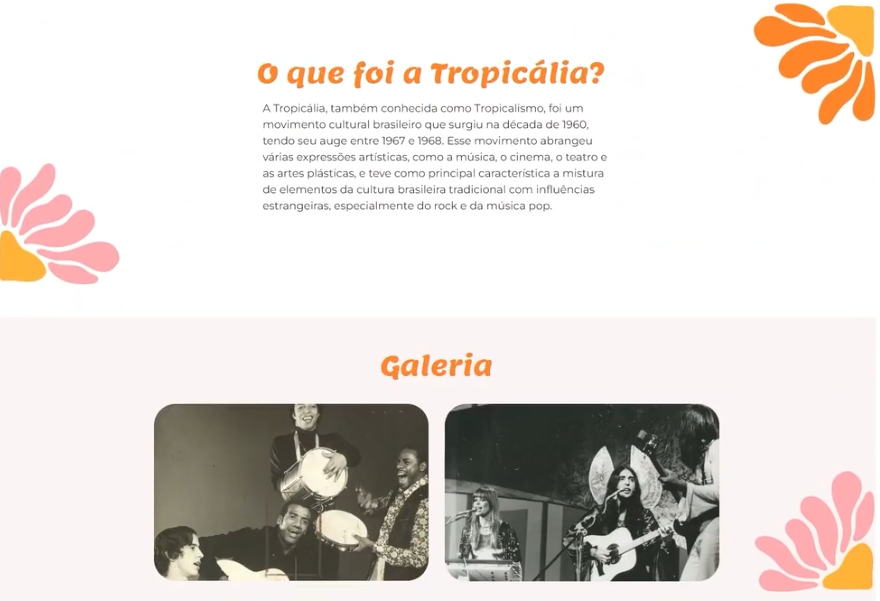 O que foi a Tropicália?
A Tropicália, também conhecida como Tropicalismo, foi um
movimento cultural brasileiro que surgiu na década de 1960,
tendo seu auge entre 1967 e 1968. Esse movimento abrangeu
várias expressões artísticas, como a música, o cinema, o teatro e
as artes plásticas, e teve como principal característica a mistura
de elementos da cultura brasileira tradicional com influências
estrangeiras, especialmente do rock e da música pop.
Galeria